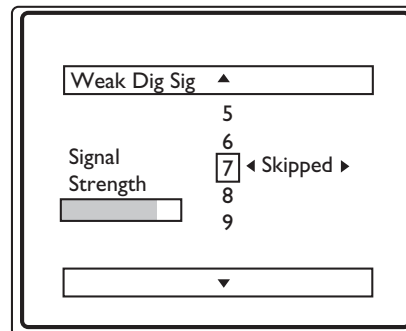 Weak Dig Sig ▲
5
6
Signal
Strength
7 ◀ Skipped ▶
8
9
▼